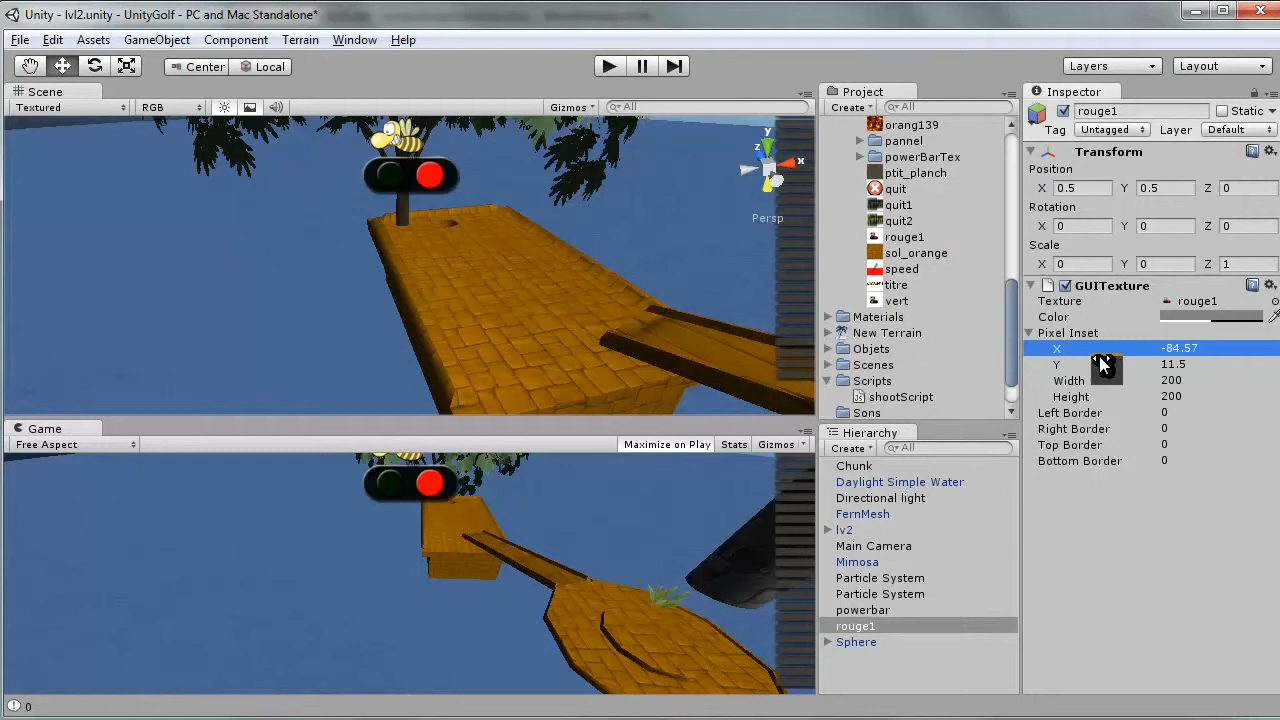 Unity - lvl2.unity - UnityGolf - PC and Mac Standalone*
File Edit Assets GameObject Component Terrain Window Help
Center Local Layers Layout
Scene
Textured RGB Gizmos All
y
z
x
Persp
Game
Free Aspect Maximize on Play Stats Gizmos
0
Project
Create All
orang139
pannel
powerBarTex
ptit_planch
quit
quit1
quit2
rouge1
sol_orange
speed
titre
vert
Materials
New Terrain
Objets
Scenes
Scripts
shootScript
Sons
Hierarchy
Create All
Chunk
Daylight Simple Water
Directional light
FernMesh
lv2
Main Camera
Mimosa
Particle System
Particle System
powerbar
rouge1
Sphere
Inspector
rouge1 Static
Tag Untagged Layer Default
Transform
Position
X 0.5 Y 0.5 Z 0
Rotation
X 0 Y 0 Z 0
Scale
X 0 Y 0 Z 1
GUITexture
Texture rouge1
Color
Pixel Inset
X -84.57
Y 11.5
Width 200
Height 200
Left Border 0
Right Border 0
Top Border 0
Bottom Border 0